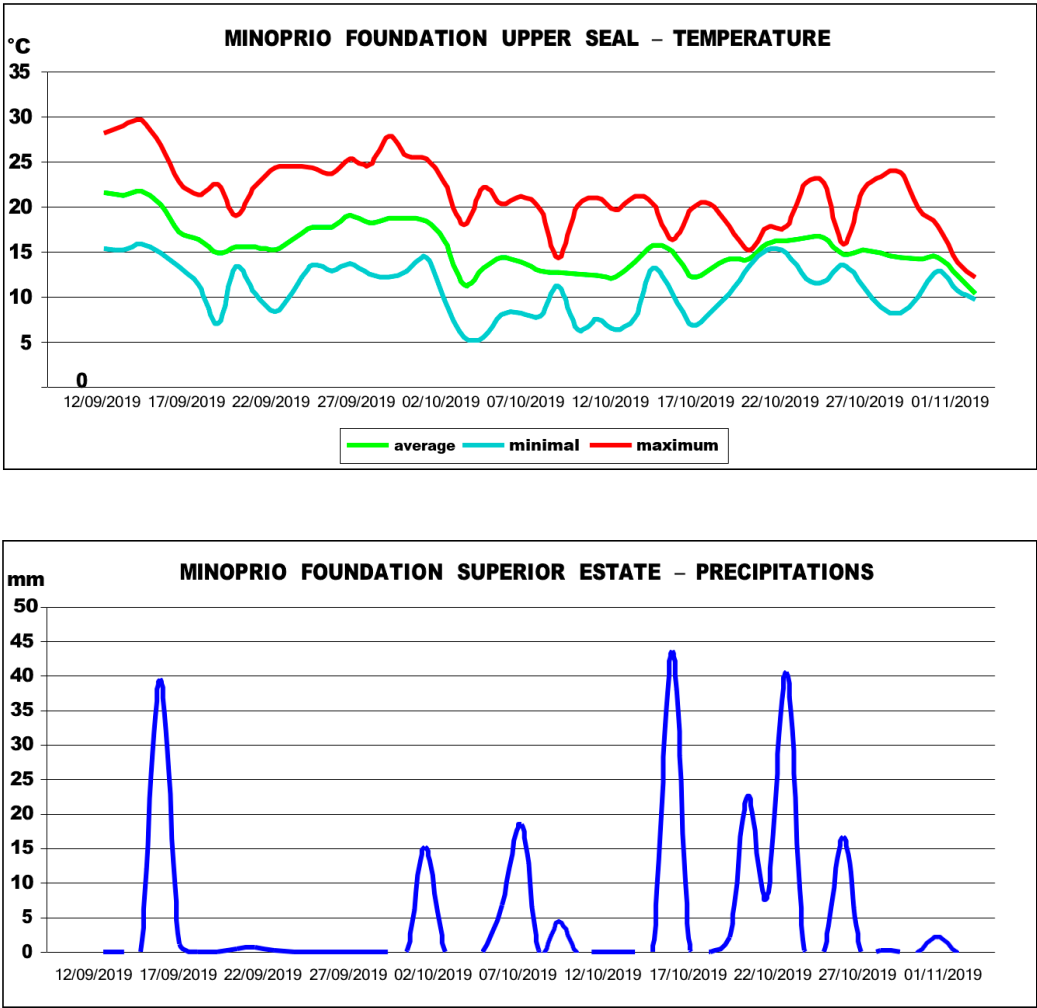 MINOPRIO FOUNDATION UPPER SEAL – TEMPERATURE
°C
35
30
25
20
15
10
5
0
12/09/2019 17/09/2019 22/09/2019 27/09/2019 02/10/2019 07/10/2019 12/10/2019 17/10/2019 22/10/2019 27/10/2019 01/11/2019
average minimal maximum
MINOPRIO FOUNDATION SUPERIOR ESTATE – PRECIPITATIONS
mm
50
45
40
35
30
25
20
15
10
5
0
12/09/2019 17/09/2019 22/09/2019 27/09/2019 02/10/2019 07/10/2019 12/10/2019 17/10/2019 22/10/2019 27/10/2019 01/11/2019